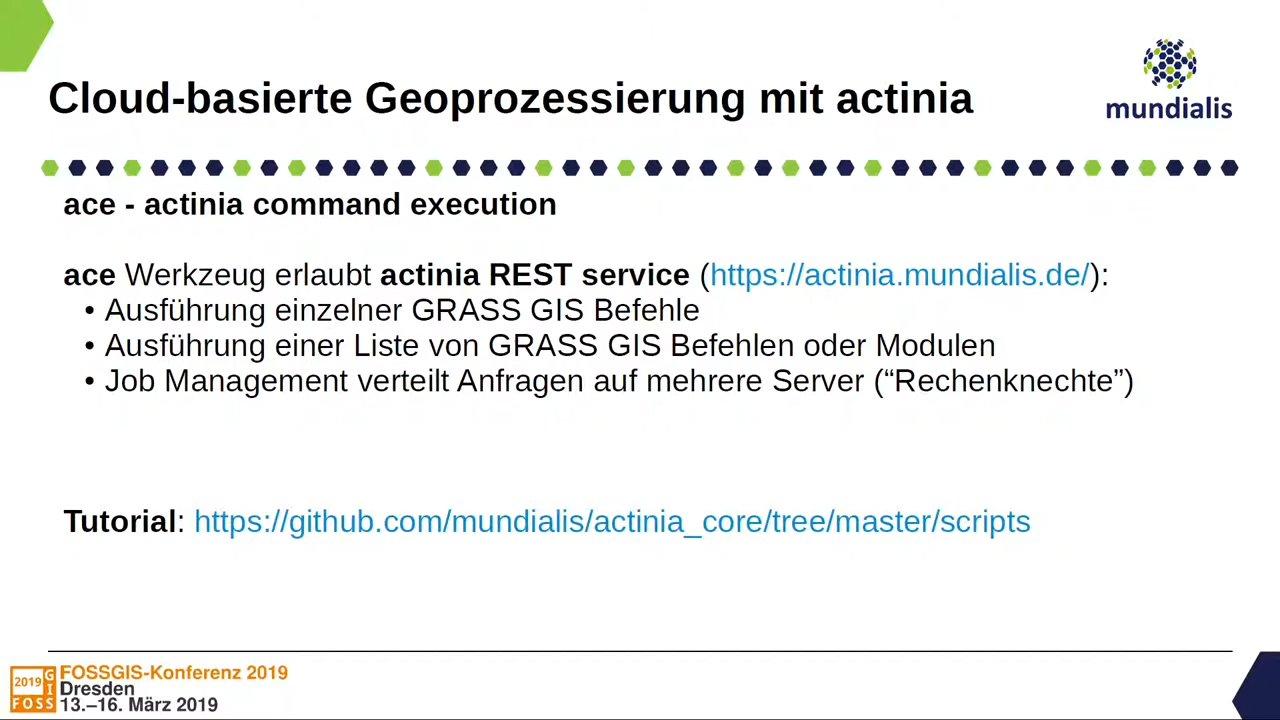 Cloud-basierte Geoprozessierung mit actinia
mundialis
ace - actinia command execution
ace Werkzeug erlaubt actinia REST service (https://actinia.mundialis.de/):
• Ausführung einzelner GRASS GIS Befehle
• Ausführung einer Liste von GRASS GIS Befehlen oder Modulen
• Job Management verteilt Anfragen auf mehrere Server (“Rechenknechte”)
Tutorial: https://github.com/mundialis/actinia_core/tree/master/scripts
2019 GIS
FOSS
FOSSGIS-Konferenz 2019
Dresden
13.–16. März 2019